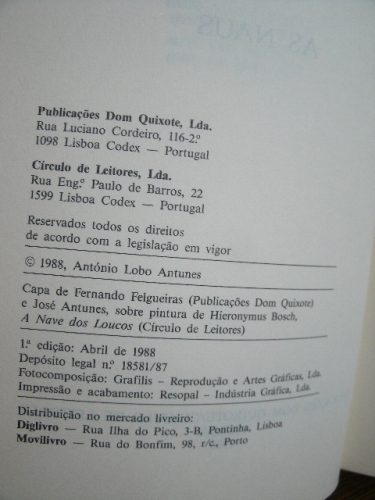 AS NAUS
Publicações Dom Quixote, Lda.
Rua Luciano Cordeiro, 116-2.º
1098 Lisboa Codex — Portugal
Círculo de Leitores, Lda.
Rua Eng.º Paulo de Barros, 22
1599 Lisboa Codex — Portugal
Reservados todos os direitos
de acordo com a legislação em vigor
© 1988, António Lobo Antunes
Capa de Fernando Felgueiras (Publicações Dom Quixote)
e José Antunes, sobre pintura de Hieronymus Bosch,
A Nave dos Loucos (Círculo de Leitores)
1.ª edição: Abril de 1988
Depósito legal n.º 18581/87
Fotocomposição: Grafilis — Reprodução e Artes Gráficas, Lda.
Impressão e acabamento: Resopal — Indústria Gráfica, Lda.
Distribuição no mercado livreiro:
Diglivro — Rua Ilha do Pico, 3-B, Pontinha, Lisboa
Movilivro — Rua do Bonfim, 98, r/c., Porto